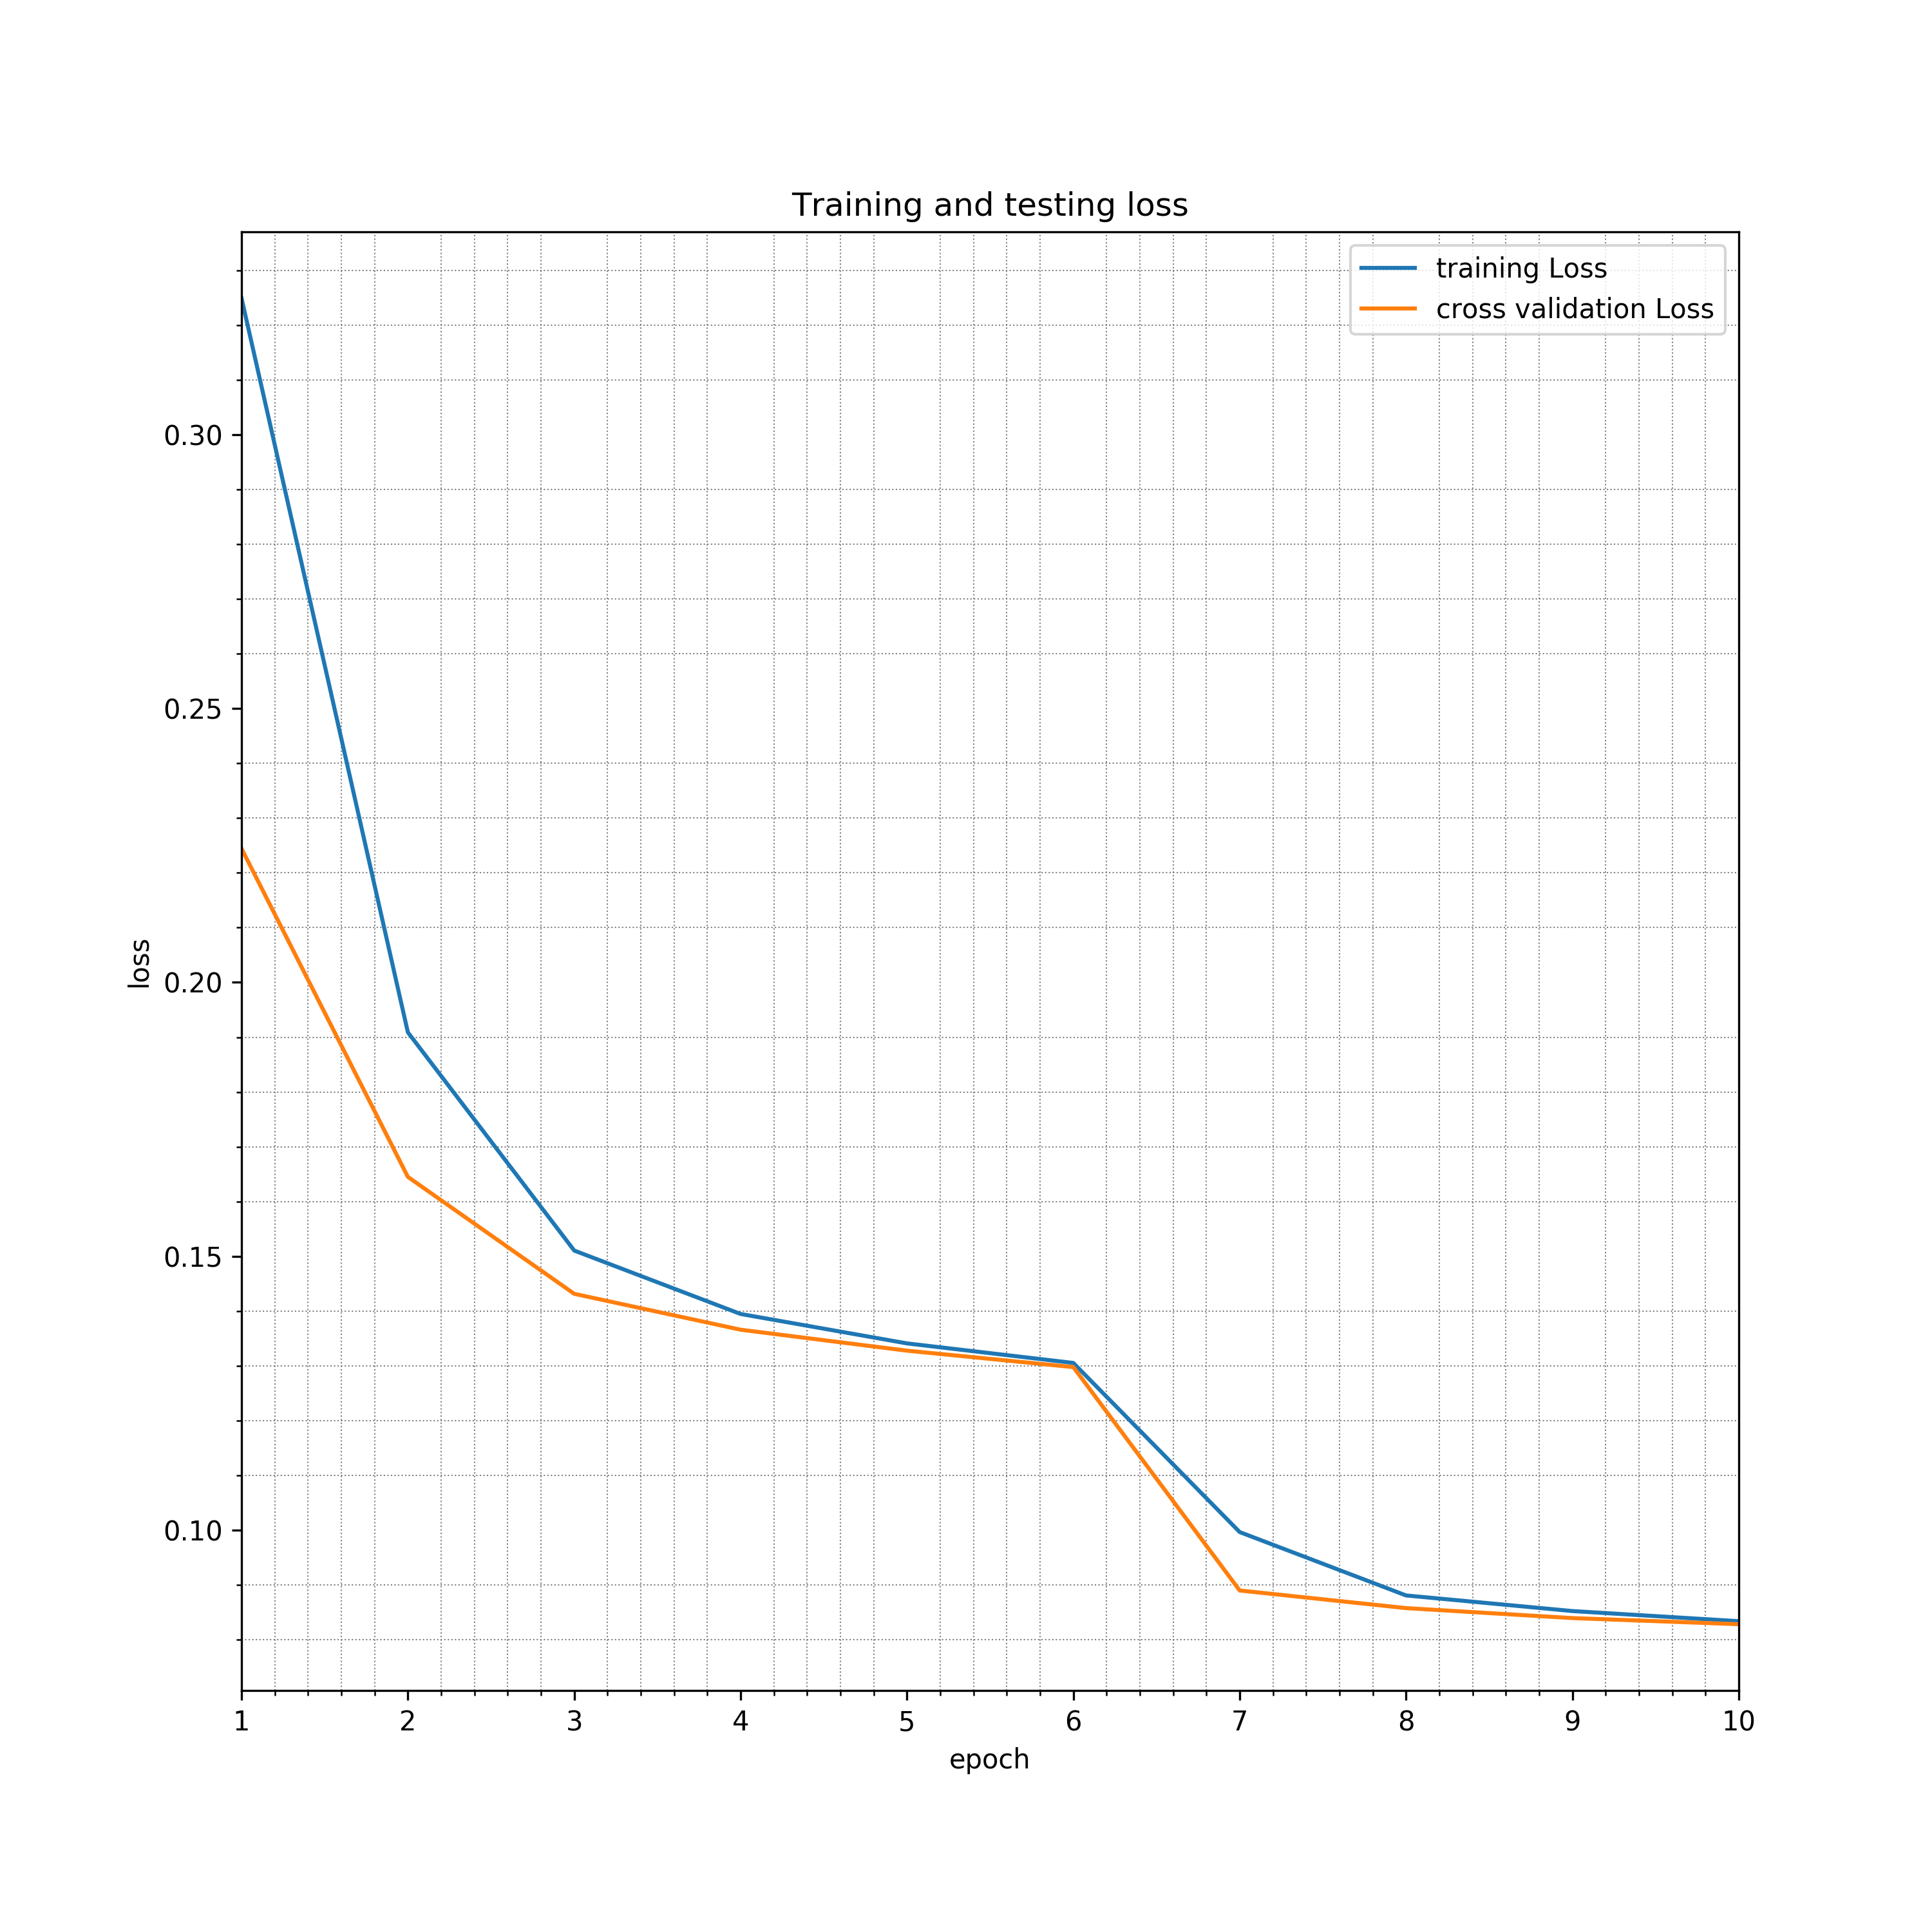 Training and testing loss
training Loss
cross validation Loss
0.30
0.25
0.20
0.15
0.10
loss
1 2 3 4 5 6 7 8 9 10
epoch